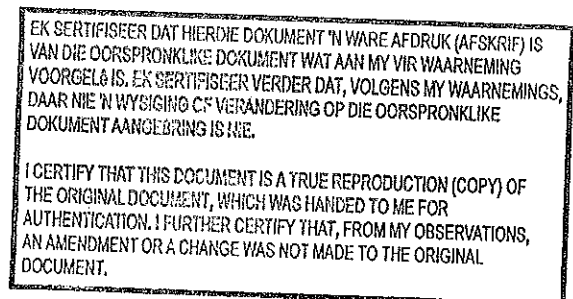 EK SERTIFISEER DAT HIERDIE DOKUMENT 'N WARE AFDRUK (AFSKRIF) IS
VAN DIE OORSPRONKLIKE DOKUMENT WAT AAN MY VIR WAARNEMING
VOORGELê IS. EK SERTIFISEER VERDER DAT, VOLGENS MY WAARNEMINGS,
DAAR NIE 'N WYSIGING OF VERANDERING OP DIE OORSPRONKLIKE
DOKUMENT AANGEBRING IS NIE.
I CERTIFY THAT THIS DOCUMENT IS A TRUE REPRODUCTION (COPY) OF
THE ORIGINAL DOCUMENT, WHICH WAS HANDED TO ME FOR
AUTHENTICATION. I FURTHER CERTIFY THAT, FROM MY OBSERVATIONS,
AN AMENDMENT OR A CHANGE WAS NOT MADE TO THE ORIGINAL
DOCUMENT.